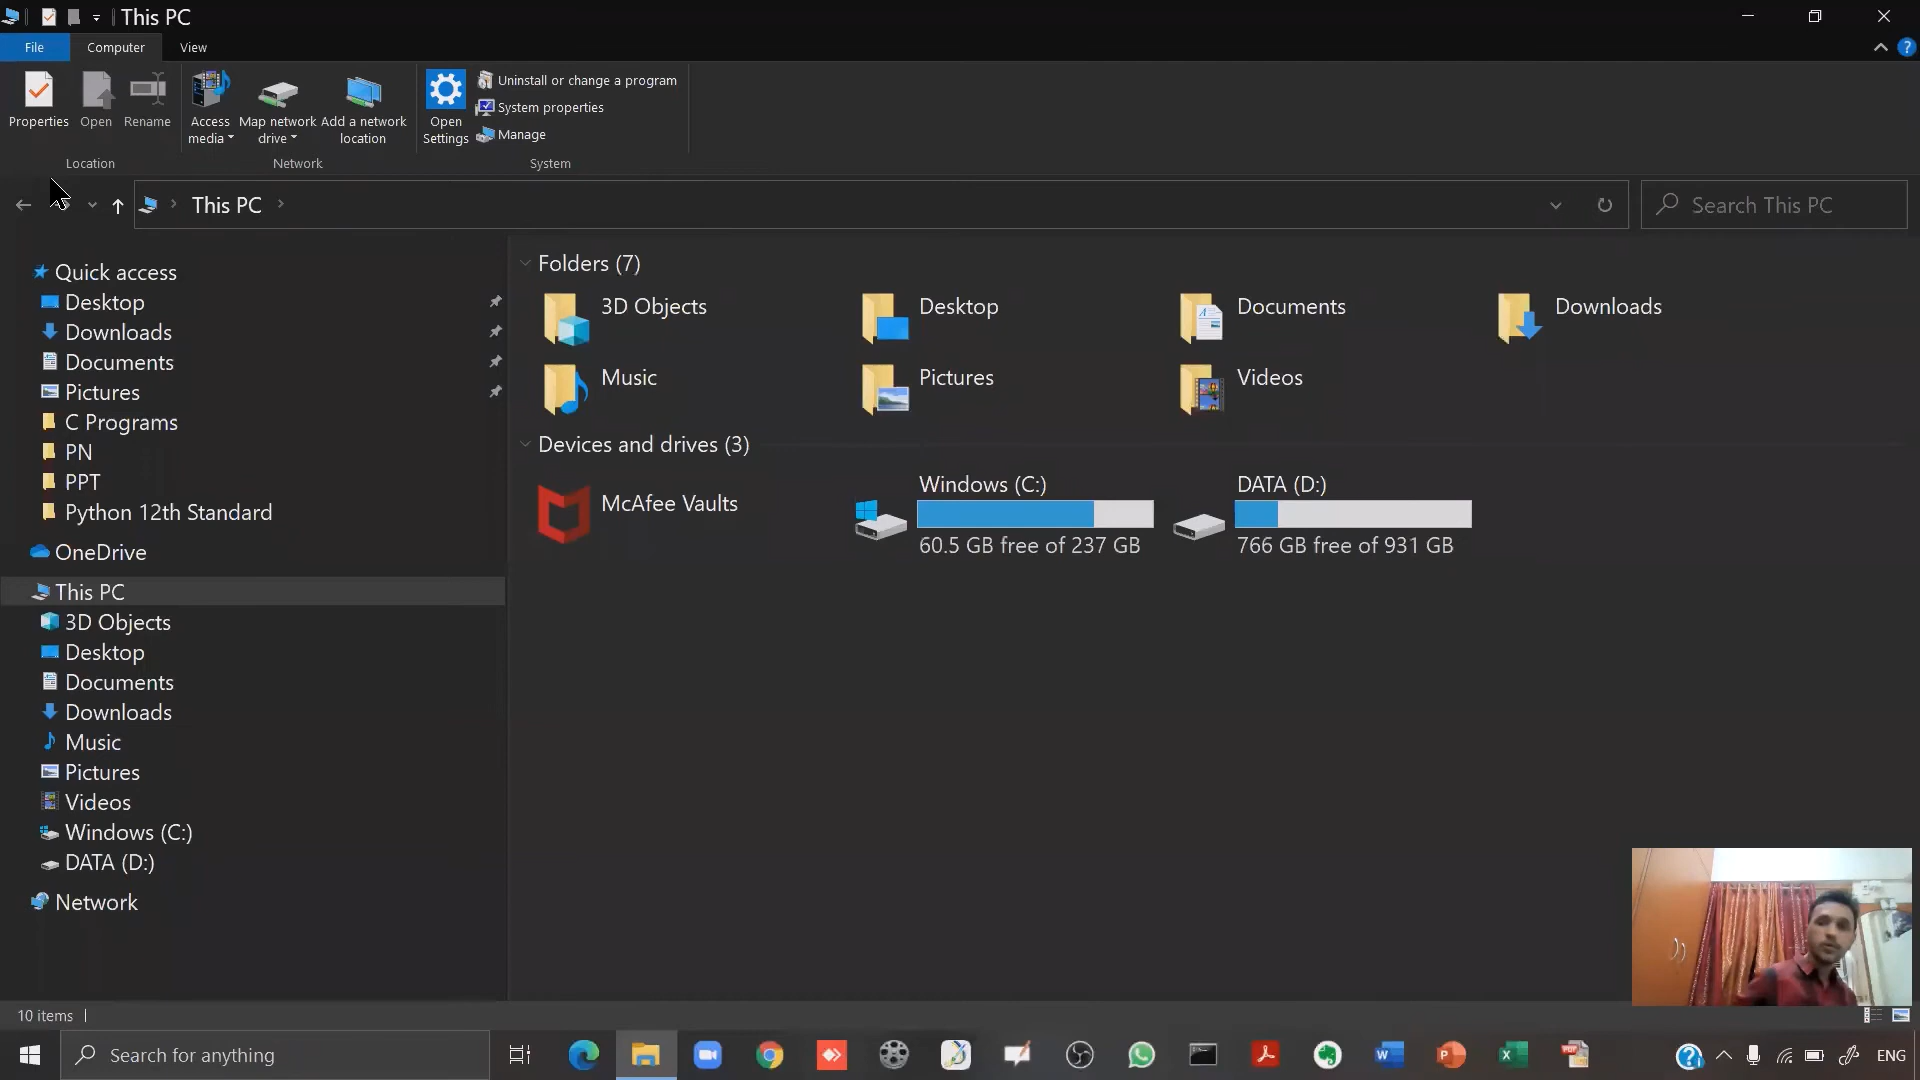 This PC
File
Computer
View
Properties
Open
Rename
Access media
Map network drive
Add a network location
Open Settings
Uninstall or change a program
System properties
Manage
Location
Network
System
This PC
Search This PC
Quick access
Desktop
Downloads
Documents
Pictures
C Programs
PN
PPT
Python 12th Standard
OneDrive
This PC
3D Objects
Desktop
Documents
Downloads
Music
Pictures
Videos
Windows (C:)
DATA (D:)
Network
Folders (7)
3D Objects
Desktop
Documents
Downloads
Music
Pictures
Videos
Devices and drives (3)
McAfee Vaults
Windows (C:)
60.5 GB free of 237 GB
DATA (D:)
766 GB free of 931 GB
10 items
Search for anything
ENG